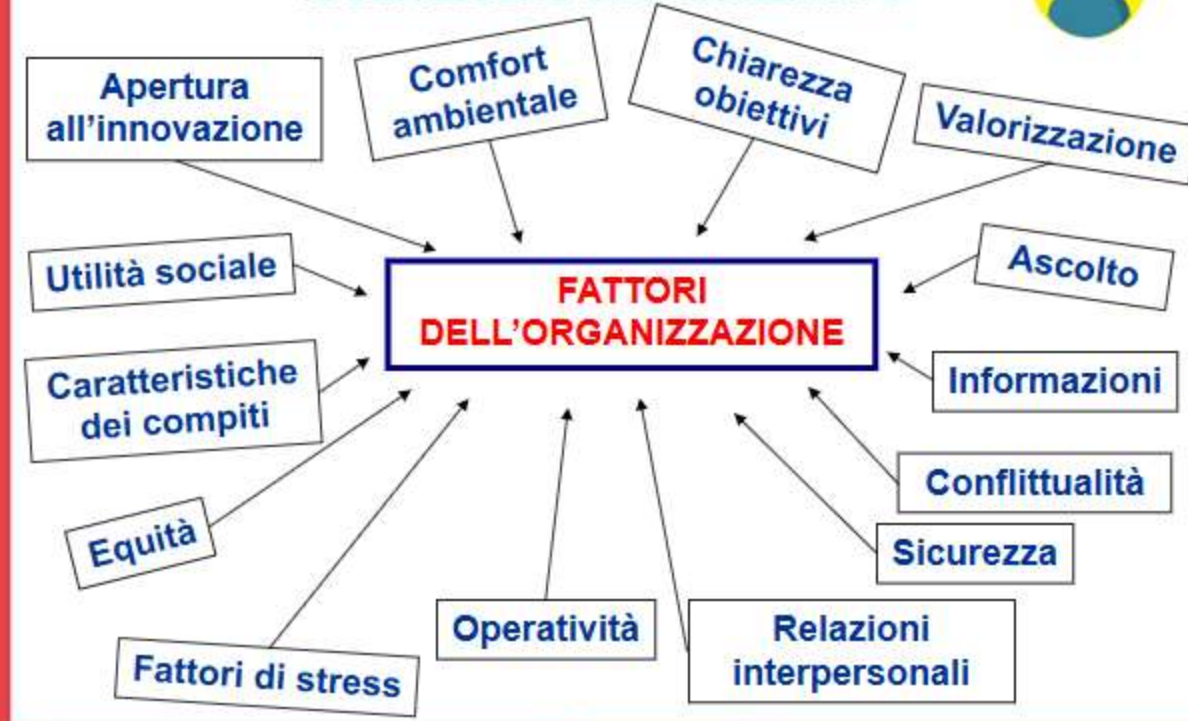 Apertura
all'innovazione
Comfort
ambientale
Chiarezza
obiettivi
Valorizzazione
Utilità sociale
FATTORI
DELL'ORGANIZZAZIONE
Ascolto
Caratteristiche
dei compiti
Informazioni
Equità
Conflittualità
Sicurezza
Fattori di stress
Operatività
Relazioni
interpersonali